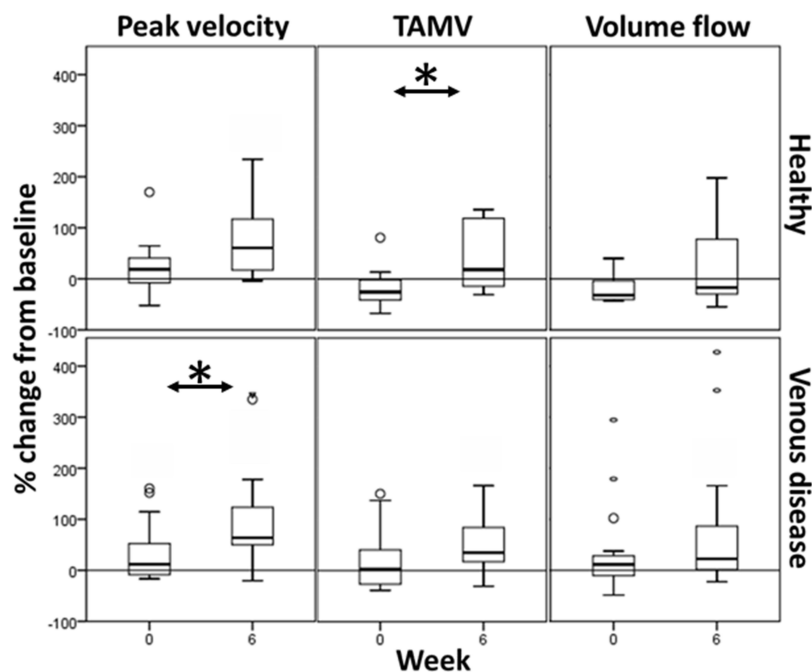 Peak velocity TAMV Volume flow
400
300
200
100
0
-100
*
Healthy
% change from baseline
400
300
200
100
0
-100
*
Venous disease
0 6 0 6 0 6
Week